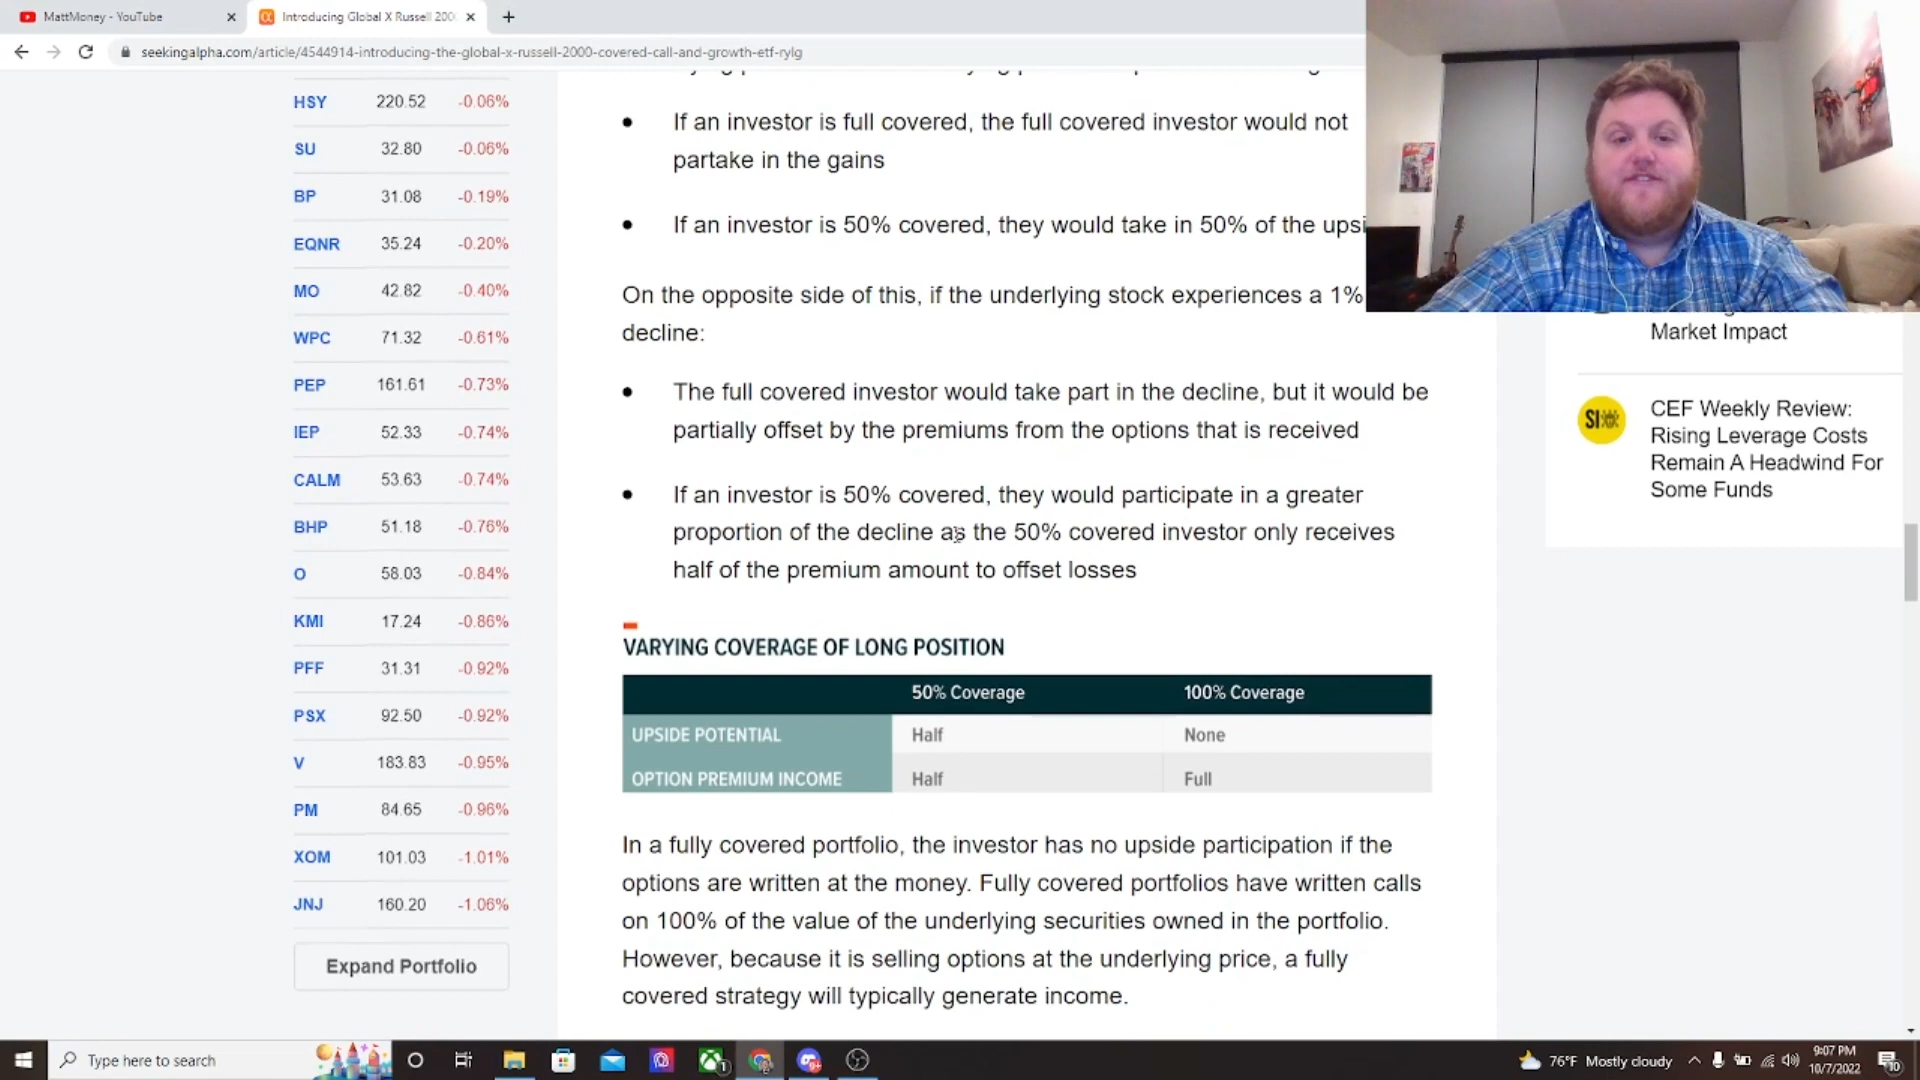 MattMoney - YouTube
Introducing Global X Russell 200
seekingalpha.com/article/4544914-introducing-the-global-x-russell-2000-covered-call-and-growth-etf-rylg
HSY 220.52 -0.06%
SU 32.80 -0.06%
BP 31.08 -0.19%
EQNR 35.24 -0.20%
MO 42.82 -0.40%
WPC 71.32 -0.61%
PEP 161.61 -0.73%
IEP 52.33 -0.74%
CALM 53.63 -0.74%
BHP 51.18 -0.76%
O 58.03 -0.84%
KMI 17.24 -0.86%
PFF 31.31 -0.92%
PSX 92.50 -0.92%
V 183.83 -0.95%
PM 84.65 -0.96%
XOM 101.03 -1.01%
JNJ 160.20 -1.06%
Expand Portfolio
• If an investor is full covered, the full covered investor would not
partake in the gains
• If an investor is 50% covered, they would take in 50% of the upsi
On the opposite side of this, if the underlying stock experiences a 1%
decline:
• The full covered investor would take part in the decline, but it would be
partially offset by the premiums from the options that is received
• If an investor is 50% covered, they would participate in a greater
proportion of the decline as the 50% covered investor only receives
half of the premium amount to offset losses
VARYING COVERAGE OF LONG POSITION
50% Coverage 100% Coverage
UPSIDE POTENTIAL Half None
OPTION PREMIUM INCOME Half Full
In a fully covered portfolio, the investor has no upside participation if the
options are written at the money. Fully covered portfolios have written calls
on 100% of the value of the underlying securities owned in the portfolio.
However, because it is selling options at the underlying price, a fully
covered strategy will typically generate income.
Market Impact
SI
CEF Weekly Review:
Rising Leverage Costs
Remain A Headwind For
Some Funds
Type here to search
1
9+
76°F Mostly cloudy
9:07 PM
10/7/2022
10